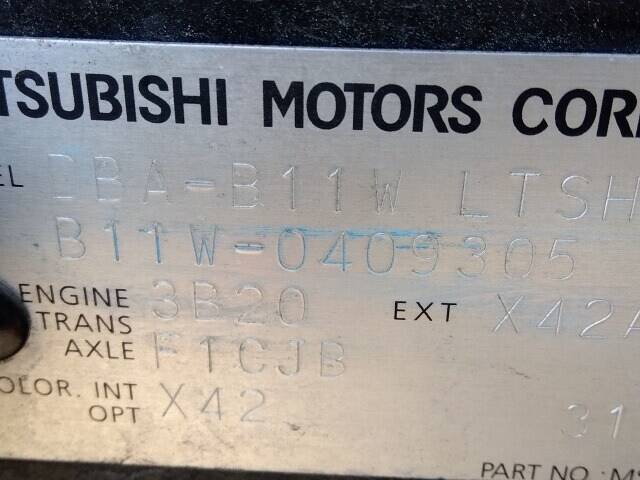 TSUBISHI MOTORS COR
EL DBA-B11W LTSH
B11W-0409305
ENGINE 3B20 EXT X42A
TRANS
AXLE F1CJB
OLOR. INT X42
OPT 31
PART NO :MS